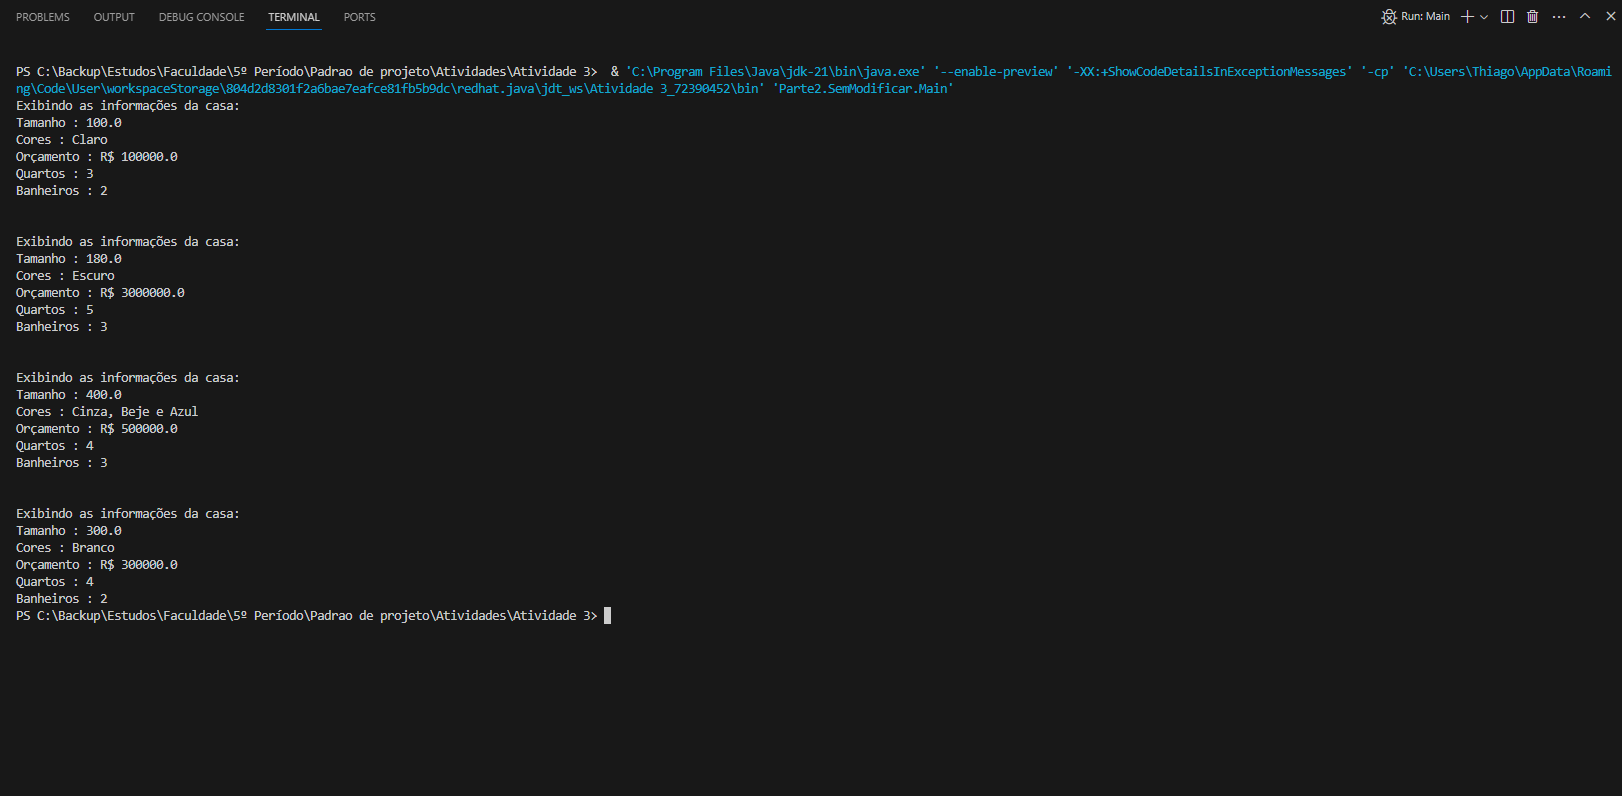 PROBLEMS OUTPUT DEBUG CONSOLE TERMINAL PORTS Run: Main
PS C:\Backup\Estudos\Faculdade\5º Período\Padrao de projeto\Atividades\Atividade 3>  & 'C:\Program Files\Java\jdk-21\bin\java.exe' '--enable-preview' '-XX:+ShowCodeDetailsInExceptionMessages' '-cp' 'C:\Users\Thiago\AppData\Roami
ng\Code\User\workspaceStorage\804d2d8301f2a6bae7eafce81fb5b9dc\redhat.java\jdt_ws\Atividade 3_72390452\bin' 'Parte2.SemModificar.Main'
Exibindo as informações da casa:
Tamanho : 100.0
Cores : Claro
Orçamento : R$ 100000.0
Quartos : 3
Banheiros : 2
Exibindo as informações da casa:
Tamanho : 180.0
Cores : Escuro
Orçamento : R$ 3000000.0
Quartos : 5
Banheiros : 3
Exibindo as informações da casa:
Tamanho : 400.0
Cores : Cinza, Beje e Azul
Orçamento : R$ 500000.0
Quartos : 4
Banheiros : 3
Exibindo as informações da casa:
Tamanho : 300.0
Cores : Branco
Orçamento : R$ 300000.0
Quartos : 4
Banheiros : 2
PS C:\Backup\Estudos\Faculdade\5º Período\Padrao de projeto\Atividades\Atividade 3>